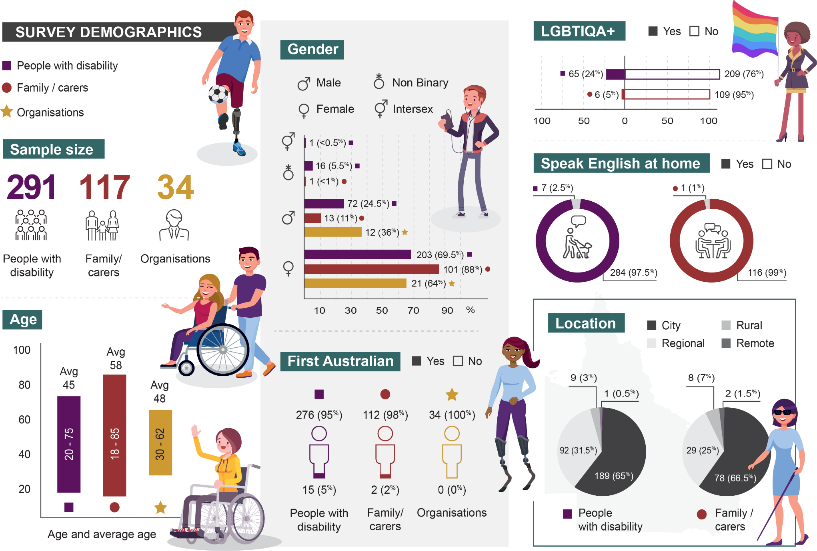 SURVEY DEMOGRAPHICS
People with disability
Family / carers
Organisations
Sample size
291
117
34
People with
disability
Family/
carers
Organisations
Age
100
80
60
40
20
Avg
45
Avg
58
Avg
48
20 - 75
18 - 85
30 - 62
Age and average age
Gender
Male
Non Binary
Female
Intersex
1 (<0.5%)
16 (5.5%)
1 (<1%)
72 (24.5%)
13 (11%)
12 (36%)
203 (69.5%)
101 (88%)
21 (64%)
10 30 50 70 90 %
First Australian
Yes No
276 (95%)
112 (98%)
34 (100%)
15 (5%)
2 (2%)
0 (0%)
People with
disability
Family/
carers
Organisations
LGBTIQA+
Yes No
65 (24%)
209 (76%)
6 (5%)
109 (95%)
100 50 0 50 100
Speak English at home
Yes No
7 (2.5%)
284 (97.5%)
1 (1%)
116 (99%)
Location
City
Rural
Regional
Remote
9 (3%)
1 (0.5%)
92 (31.5%)
189 (65%)
8 (7%)
2 (1.5%)
29 (25%)
78 (66.5%)
People
with disability
Family /
carers